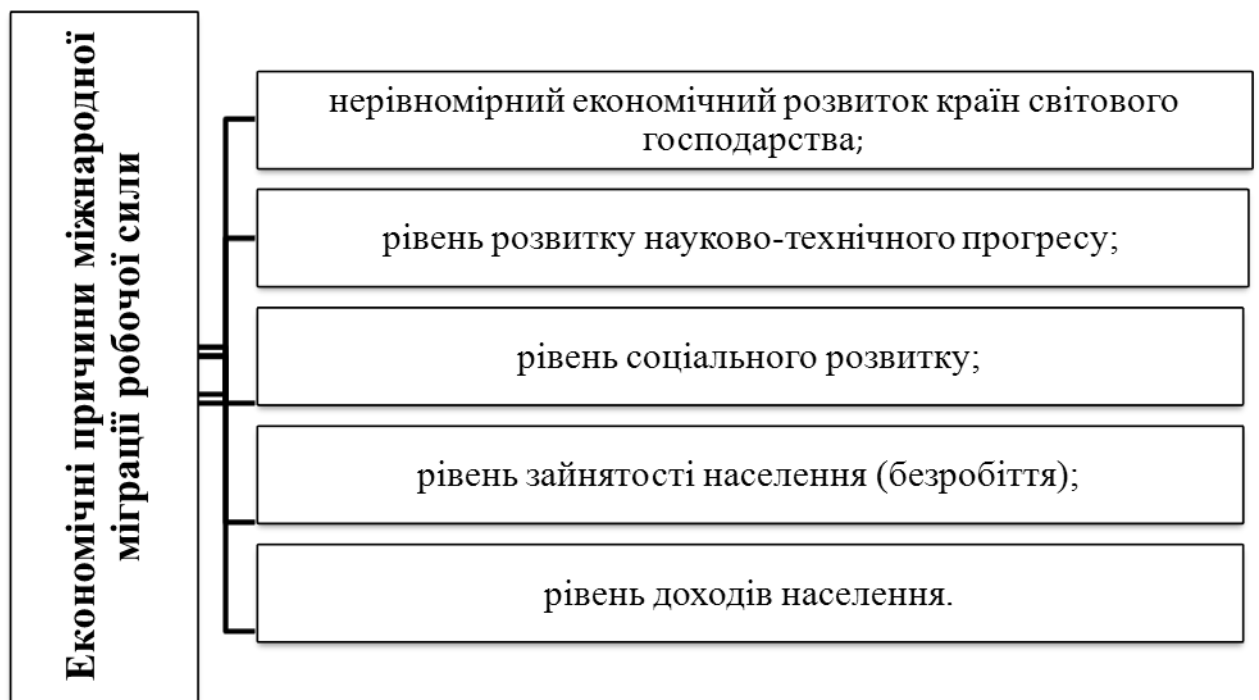 Економічні причини міжнародної
міграції робочої сили
нерівномірний економічний розвиток країн світового
господарства;
рівень розвитку науково-технічного прогресу;
рівень соціального розвитку;
рівень зайнятості населення (безробіття);
рівень доходів населення.